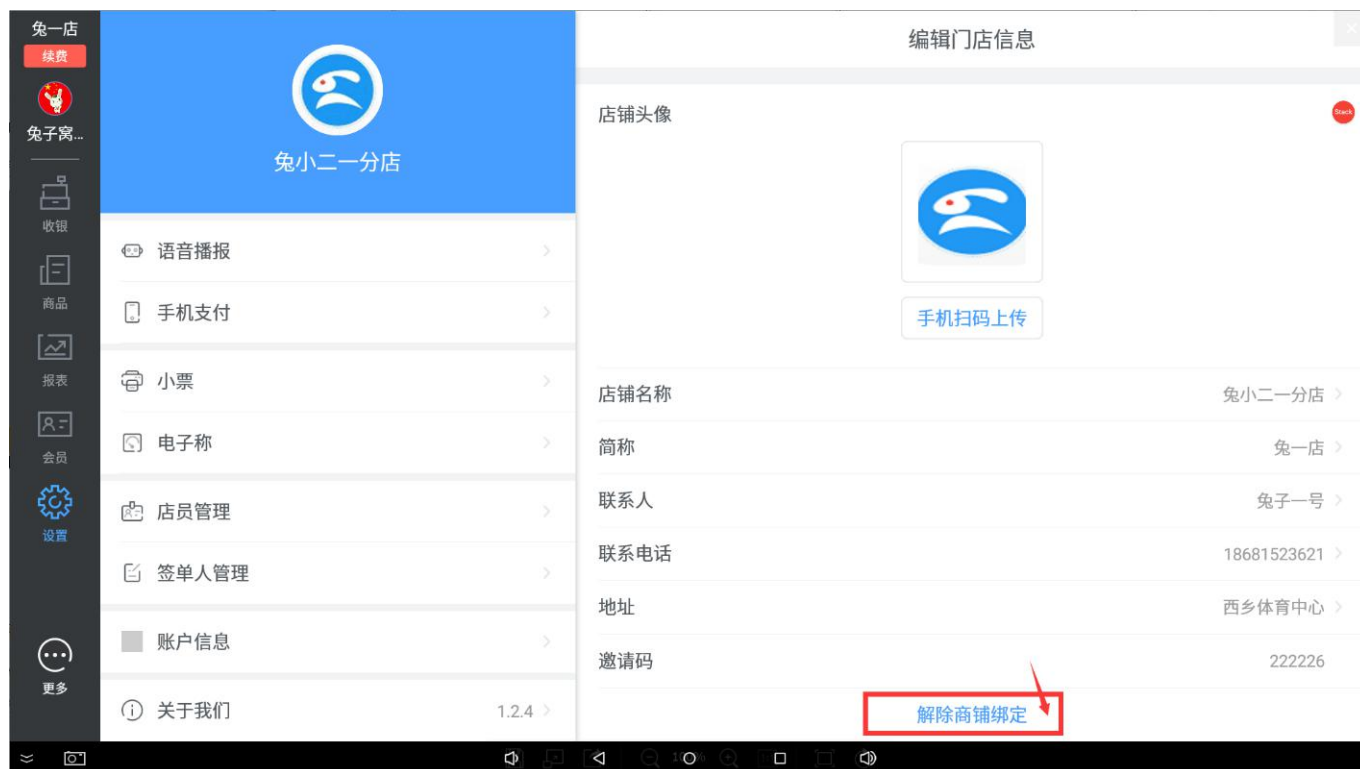 兔一店
续费
兔子窝...
收银
商品
报表
会员
设置
更多
兔小二一分店
语音播报
手机支付
小票
电子称
店员管理
签单人管理
账户信息
关于我们 1.2.4
编辑门店信息
店铺头像
Stack
手机扫码上传
店铺名称 兔小二一分店
简称 兔一店
联系人 兔子一号
联系电话 18681523621
地址 西乡体育中心
邀请码 222226
解除商铺绑定